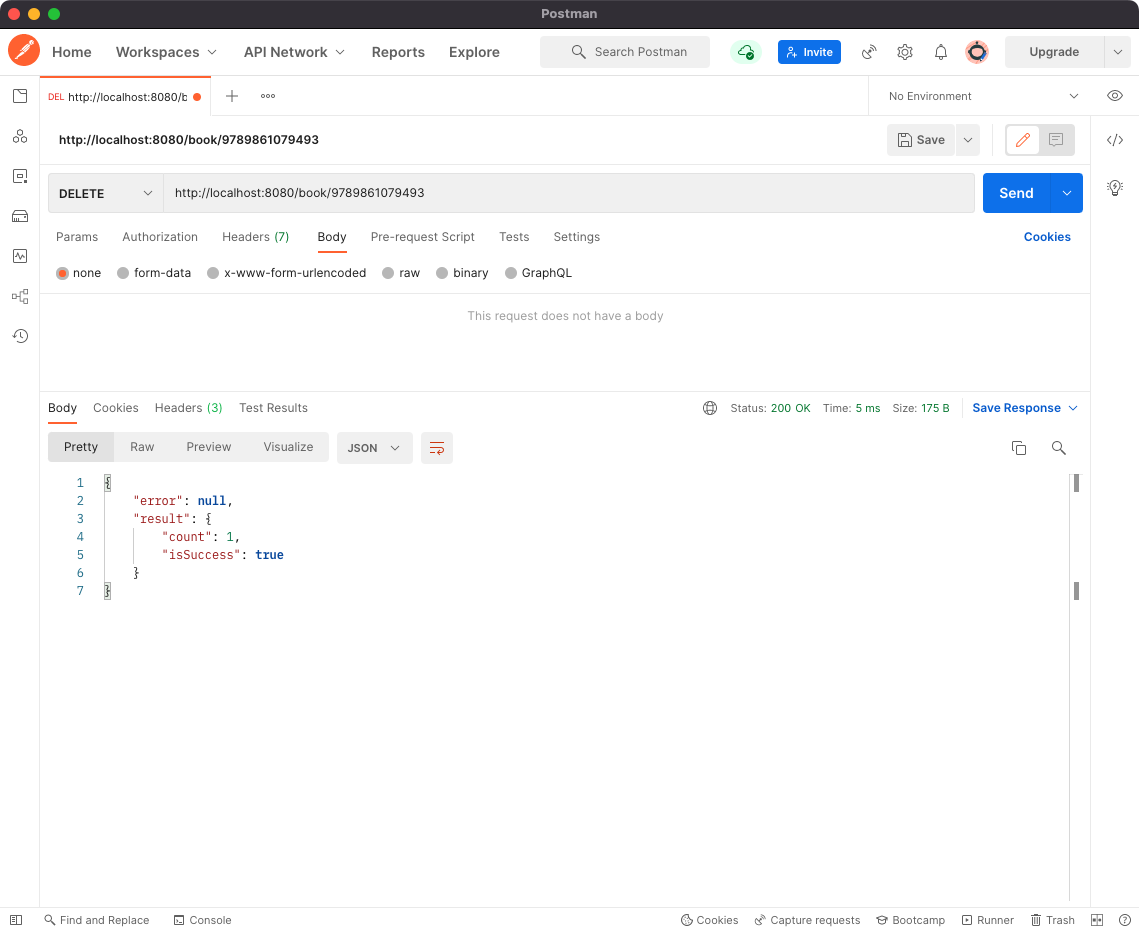 Postman
Home Workspaces API Network Reports Explore Search Postman Invite Upgrade
DEL http://localhost:8080/b No Environment
http://localhost:8080/book/9789861079493 Save
DELETE http://localhost:8080/book/9789861079493 Send
Params Authorization Headers (7) Body Pre-request Script Tests Settings Cookies
none form-data x-www-form-urlencoded raw binary GraphQL
This request does not have a body
Body Cookies Headers (3) Test Results Status: 200 OK Time: 5 ms Size: 175 B Save Response
Pretty Raw Preview Visualize JSON
1 {
2 "error": null,
3 "result": {
4 "count": 1,
5 "isSuccess": true
6 }
7 }
Find and Replace Console Cookies Capture requests Bootcamp Runner Trash